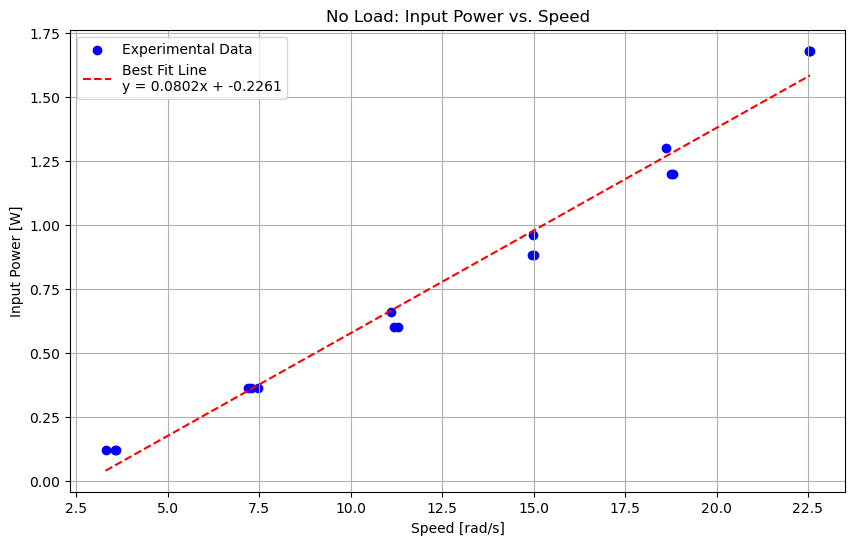 No Load: Input Power vs. Speed
Experimental Data
Best Fit Line
y = 0.0802x + -0.2261
Input Power [W]
1.75
1.50
1.25
1.00
0.75
0.50
0.25
0.00
2.5 5.0 7.5 10.0 12.5 15.0 17.5 20.0 22.5
Speed [rad/s]